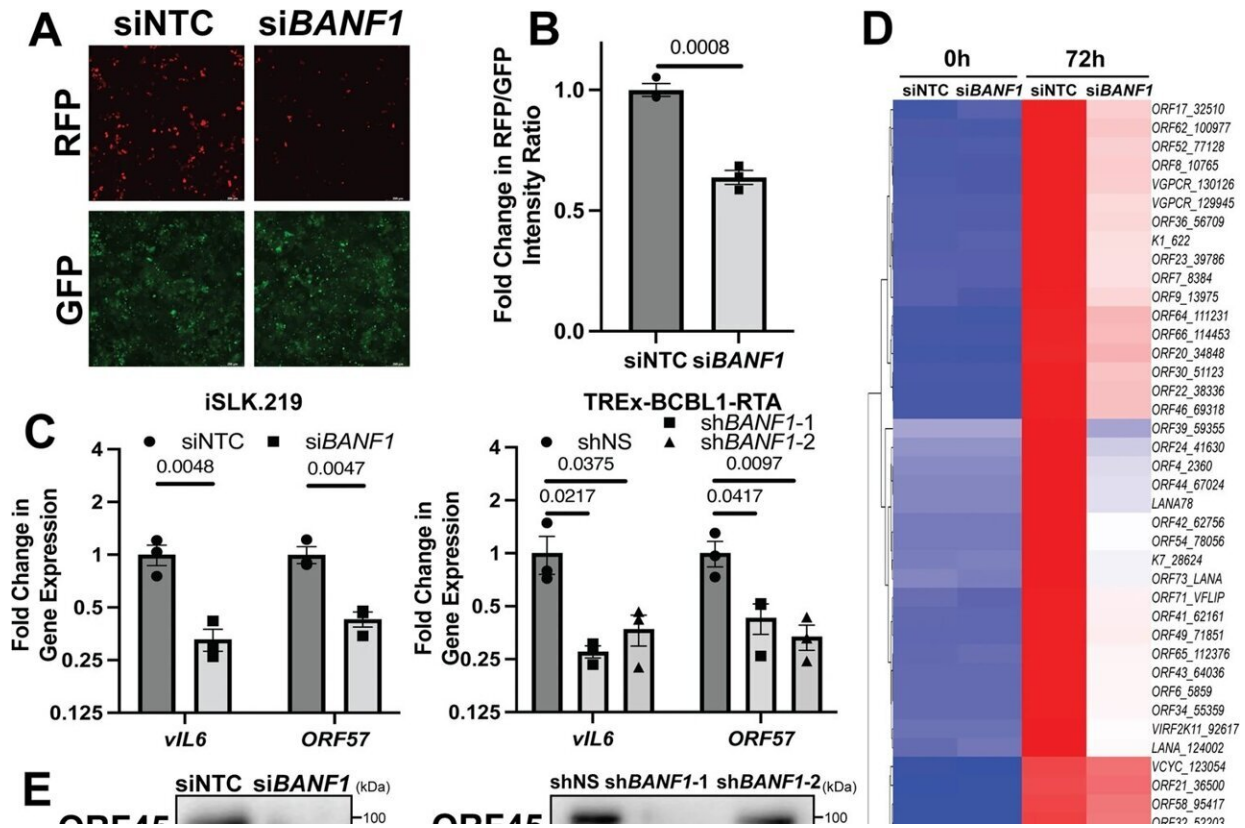 A
siNTC siBANF1
RFP
GFP
B
0.0008
Fold Change in RFP/GFP
Intensity Ratio
1.0
0.5
0.0
siNTC siBANF1
C
iSLK.219
siNTC siBANF1
0.0048 0.0047
Fold Change in
Gene Expression
4
2
1
0.5
0.25
0.125
vIL6 ORF57
TREx-BCBL1-RTA
shNS
shBANF1-1
shBANF1-2
0.0375 0.0097
0.0217 0.0417
Fold Change in
Gene Expression
4
2
1
0.5
0.25
0.125
vIL6 ORF57
D
0h 72h
siNTC siBANF1 siNTC siBANF1
ORF17_32510
ORF62_100977
ORF52_77128
ORF8_10765
VGPCR_130126
VGPCR_129945
ORF36_56709
K1_622
ORF23_39786
ORF7_8384
ORF9_13975
ORF64_111231
ORF66_114453
ORF20_34848
ORF30_51123
ORF22_38336
ORF46_69318
ORF39_59355
ORF24_41630
ORF4_2360
ORF44_67024
LANA78
ORF42_62756
ORF54_78056
K7_28624
ORF73_LANA
ORF71_VFLIP
ORF41_62161
ORF49_71851
ORF65_112376
ORF43_64036
ORF6_5859
ORF34_55359
VIRF2K11_92617
LANA_124002
VCYC_123054
ORF21_36500
ORF58_95417
ORF32_52203
E
siNTC siBANF1 (kDa)
ORF45
100
shNS shBANF1-1 shBANF1-2 (kDa)
ORF45
100